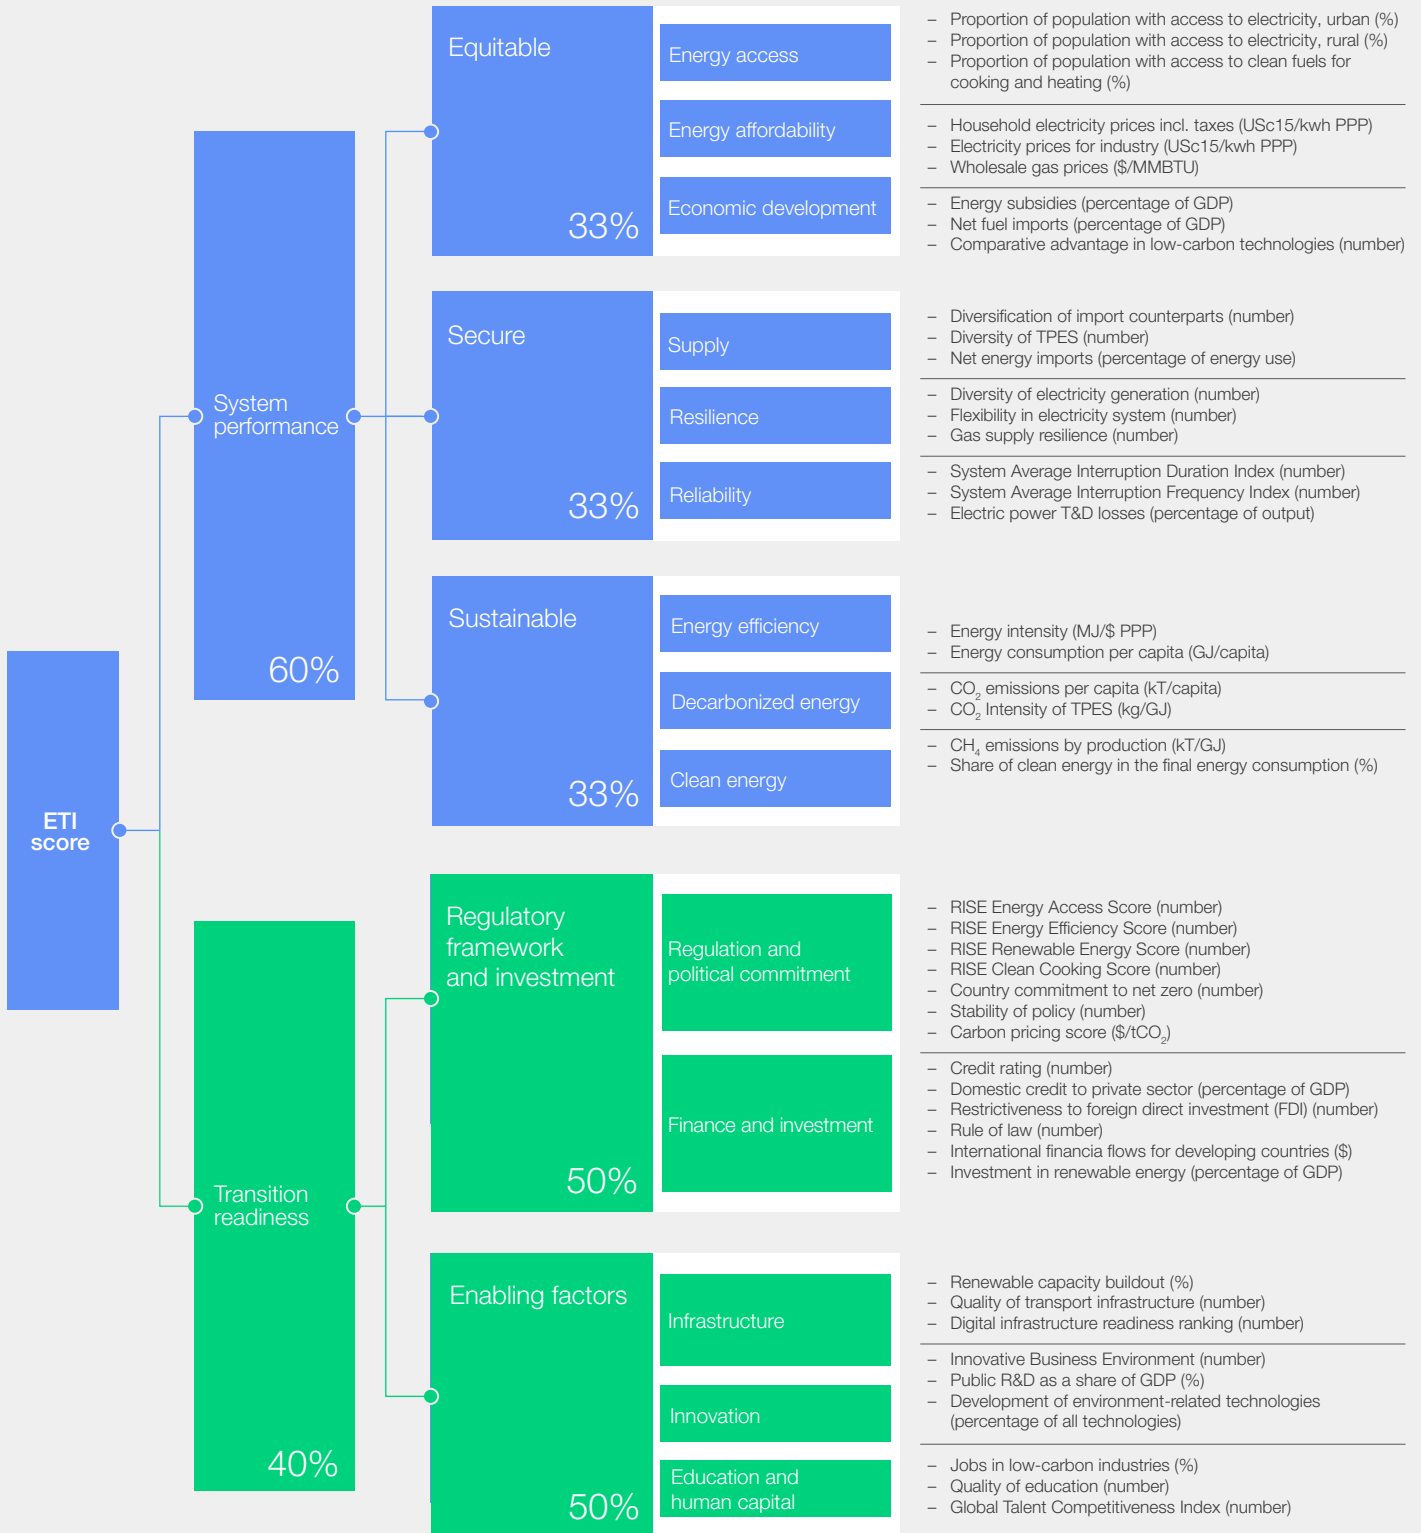 ETI
score
System
performance
60%
Equitable
33%
Energy access
– Proportion of population with access to electricity, urban (%)
– Proportion of population with access to electricity, rural (%)
– Proportion of population with access to clean fuels for
cooking and heating (%)
Energy affordability
– Household electricity prices incl. taxes (USc15/kwh PPP)
– Electricity prices for industry (USc15/kwh PPP)
– Wholesale gas prices ($/MMBTU)
Economic development
– Energy subsidies (percentage of GDP)
– Net fuel imports (percentage of GDP)
– Comparative advantage in low-carbon technologies (number)
Secure
33%
Supply
– Diversification of import counterparts (number)
– Diversity of TPES (number)
– Net energy imports (percentage of energy use)
Resilience
– Diversity of electricity generation (number)
– Flexibility in electricity system (number)
– Gas supply resilience (number)
Reliability
– System Average Interruption Duration Index (number)
– System Average Interruption Frequency Index (number)
– Electric power T&D losses (percentage of output)
Sustainable
33%
Energy efficiency
– Energy intensity (MJ/$ PPP)
– Energy consumption per capita (GJ/capita)
Decarbonized energy
– CO₂ emissions per capita (kT/capita)
– CO₂ Intensity of TPES (kg/GJ)
Clean energy
– CH₄ emissions by production (kT/GJ)
– Share of clean energy in the final energy consumption (%)
Transition
readiness
40%
Regulatory
framework
and investment
50%
Regulation and
political commitment
– RISE Energy Access Score (number)
– RISE Energy Efficiency Score (number)
– RISE Renewable Energy Score (number)
– RISE Clean Cooking Score (number)
– Country commitment to net zero (number)
– Stability of policy (number)
– Carbon pricing score ($/tCO₂)
Finance and investment
– Credit rating (number)
– Domestic credit to private sector (percentage of GDP)
– Restrictiveness to foreign direct investment (FDI) (number)
– Rule of law (number)
– International financia flows for developing countries ($)
– Investment in renewable energy (percentage of GDP)
Enabling factors
50%
Infrastructure
– Renewable capacity buildout (%)
– Quality of transport infrastructure (number)
– Digital infrastructure readiness ranking (number)
Innovation
– Innovative Business Environment (number)
– Public R&D as a share of GDP (%)
– Development of environment-related technologies
(percentage of all technologies)
Education and
human capital
– Jobs in low-carbon industries (%)
– Quality of education (number)
– Global Talent Competitiveness Index (number)